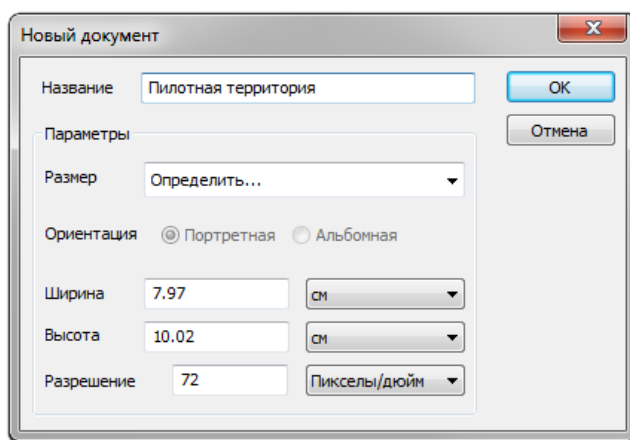 Новый документ
Название Пилотная территория OK
Параметры Отмена
Размер Определить...
Ориентация Портретная Альбомная
Ширина 7.97 см
Высота 10.02 см
Разрешение 72 Пикселы/дюйм